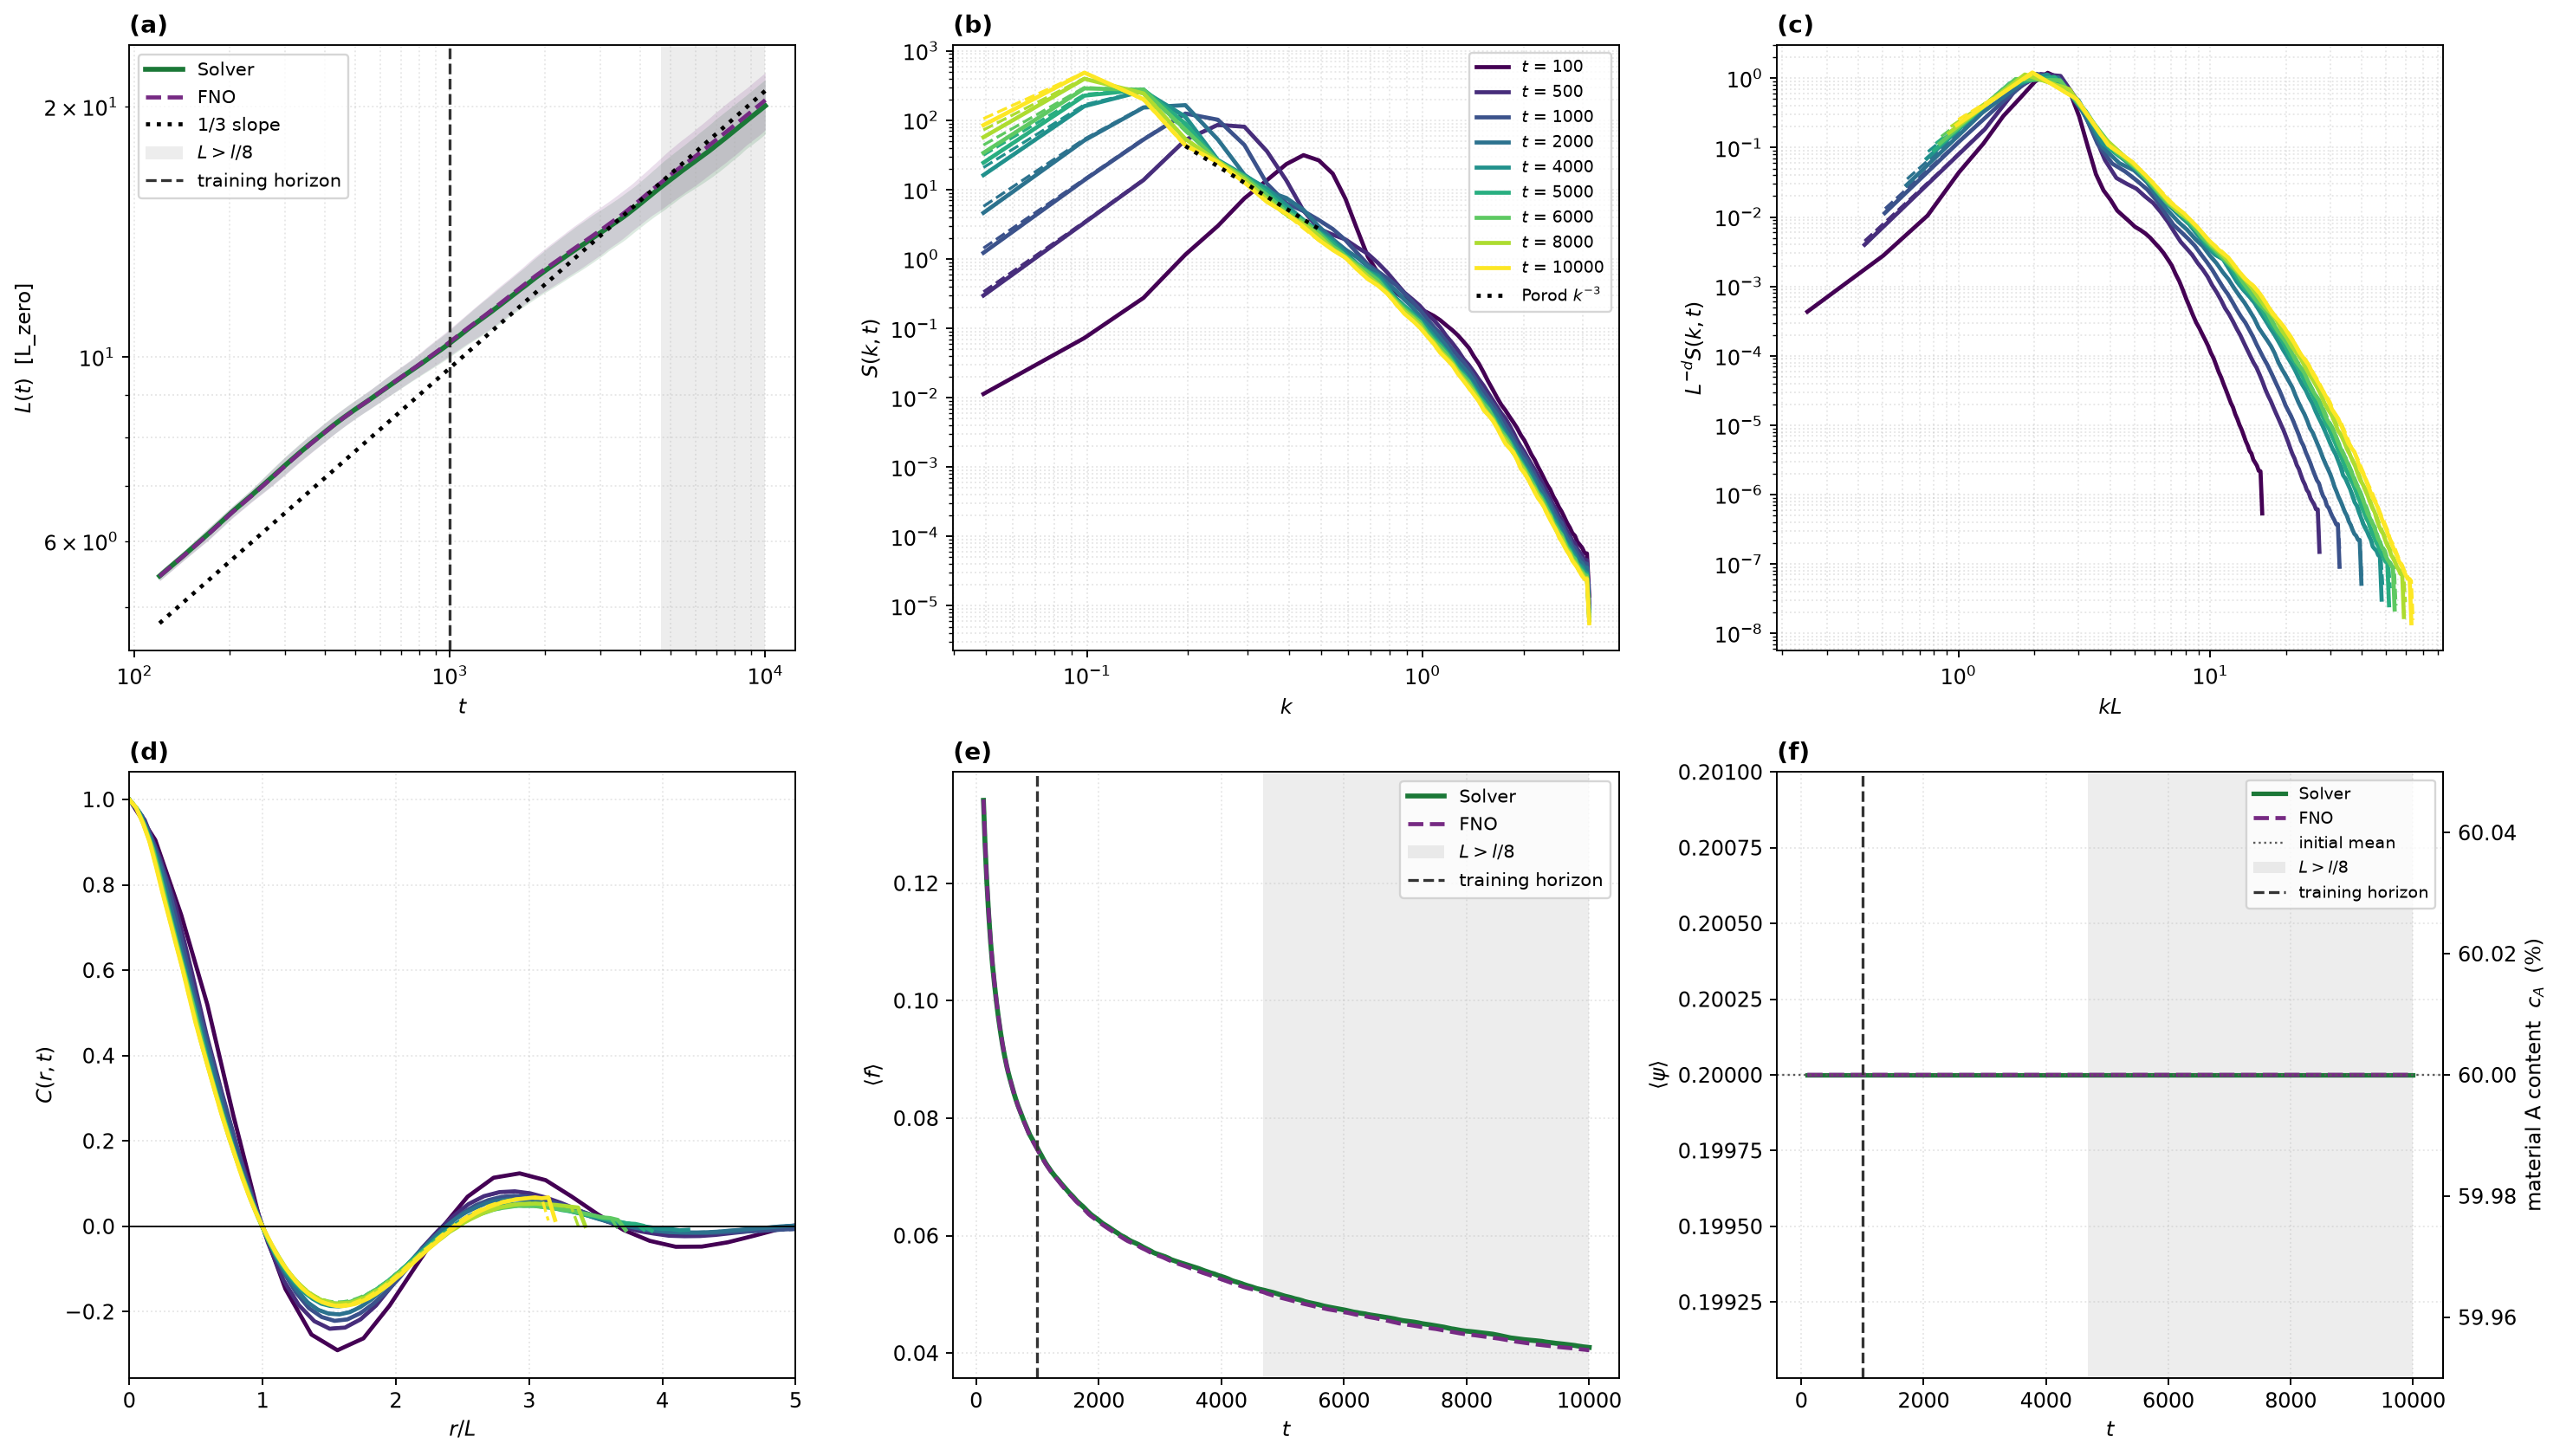 (a)
Solver
FNO
1/3 slope
L > l/8
training horizon
2 × 10¹
10¹
6 × 10⁰
L(t) [L_zero]
10² 10³ 10⁴
t
(b)
t = 100
t = 500
t = 1000
t = 2000
t = 4000
t = 5000
t = 6000
t = 8000
t = 10000
Porod k⁻³
10³
10²
10¹
10⁰
10⁻¹
10⁻²
10⁻³
10⁻⁴
10⁻⁵
S(k, t)
10⁻¹ 10⁰
k
(c)
10⁰
10⁻¹
10⁻²
10⁻³
10⁻⁴
10⁻⁵
10⁻⁶
10⁻⁷
10⁻⁸
L⁻ᵈS(k, t)
10⁰ 10¹
kL
(d)
1.0
0.8
0.6
0.4
0.2
0.0
−0.2
C(r, t)
0 1 2 3 4 5
r/L
(e)
Solver
FNO
L > l/8
training horizon
0.12
0.10
0.08
0.06
0.04
⟨f⟩
0 2000 4000 6000 8000 10000
t
(f)
Solver
FNO
initial mean
L > l/8
training horizon
0.20100
0.20075
0.20050
0.20025
0.20000
0.19975
0.19950
0.19925
⟨ψ⟩
60.04
60.02
60.00
59.98
59.96
material A content c_A (%)
0 2000 4000 6000 8000 10000
t